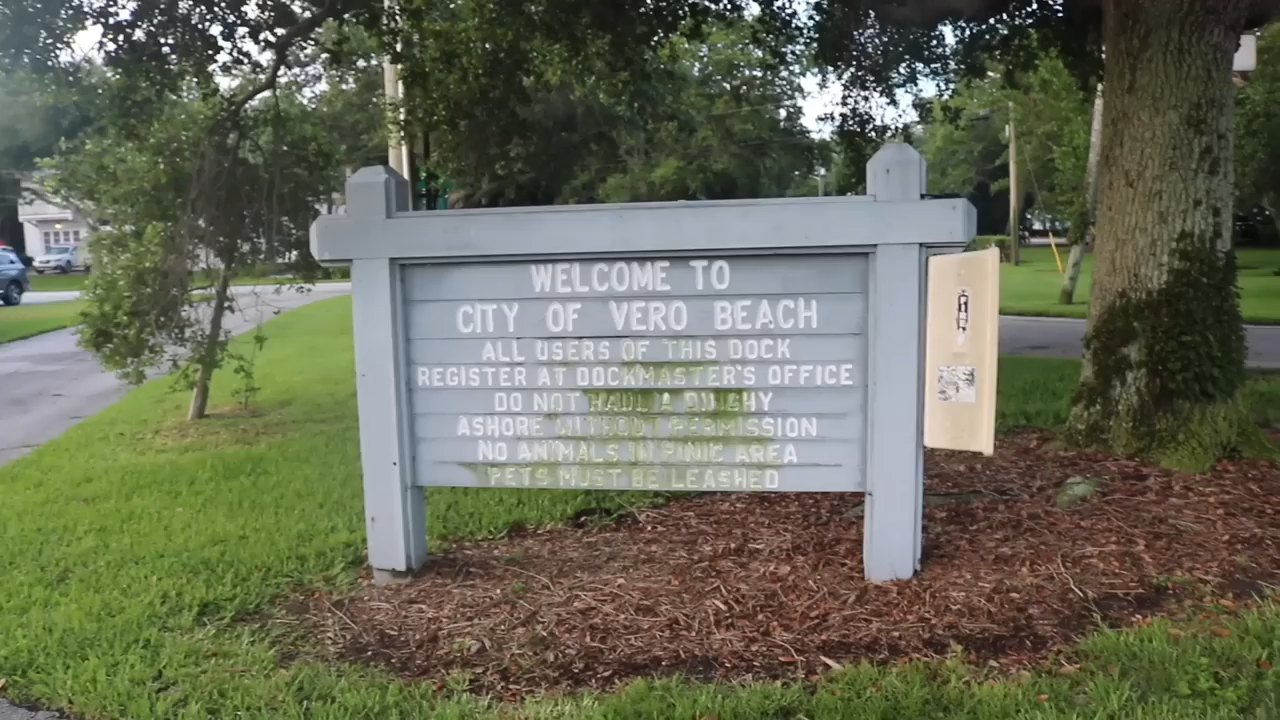 WELCOME TO
CITY OF VERO BEACH
ALL USERS OF THIS DOCK
REGISTER AT DOCKMASTER'S OFFICE
DO NOT HAUL A DINGHY
ASHORE WITHOUT PERMISSION
NO ANIMALS IN PINIC AREA
PETS MUST BE LEASHED
FIRE